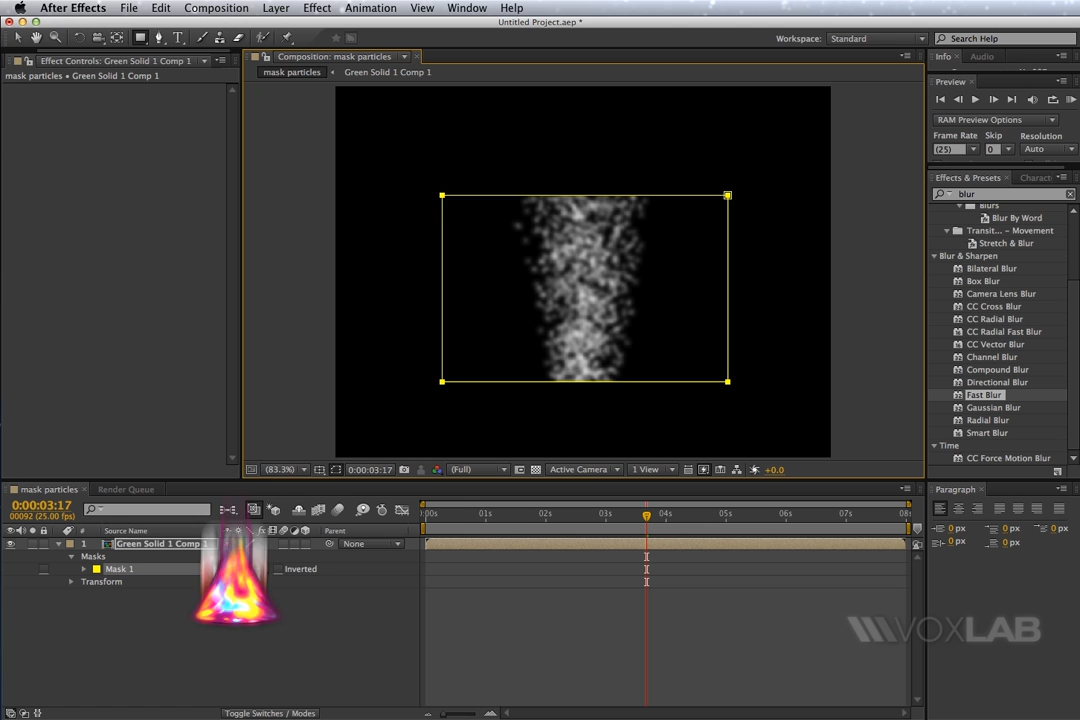 After Effects File Edit Composition Layer Effect Animation View Window Help
Untitled Project.aep *
Workspace: Standard Search Help
Effect Controls: Green Solid 1 Comp 1
mask particles • Green Solid 1 Comp 1
Composition: mask particles
mask particles Green Solid 1 Comp 1
Info Audio
Preview
RAM Preview Options
Frame Rate Skip Resolution
(25) 0 Auto
Effects & Presets Charact
blur
Blurs
Blur By Word
Transit... – Movement
Stretch & Blur
Blur & Sharpen
Bilateral Blur
Box Blur
Camera Lens Blur
CC Cross Blur
CC Radial Blur
CC Radial Fast Blur
CC Vector Blur
Channel Blur
Compound Blur
Directional Blur
Fast Blur
Gaussian Blur
Radial Blur
Smart Blur
Time
CC Force Motion Blur
(83.3%) 0:00:03:17 (Full) Active Camera 1 View +0.0
mask particles Render Queue
0:00:03:17
00092 (25.00 fps)
# Source Name fx Parent
1 Green Solid 1 Comp 1 None
Masks
Mask 1 Inverted
Transform
:00s 01s 02s 03s 04s 05s 06s 07s 08s
Paragraph
0 px 0 px 0 px
0 px 0 px
VOXLAB
Toggle Switches / Modes